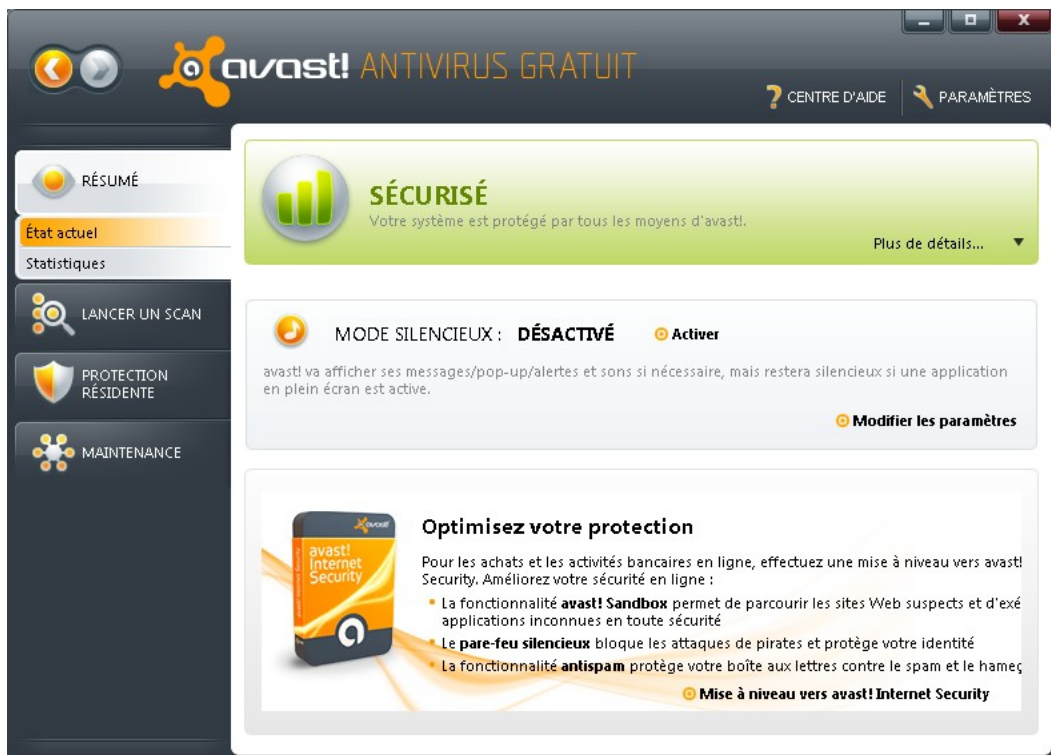 avast! ANTIVIRUS GRATUIT
CENTRE D'AIDE
PARAMÈTRES
RÉSUMÉ
État actuel
Statistiques
LANCER UN SCAN
PROTECTION
RÉSIDENTE
MAINTENANCE
SÉCURISÉ
Votre système est protégé par tous les moyens d'avast!.
Plus de détails...
MODE SILENCIEUX : DÉSACTIVÉ
Activer
avast! va afficher ses messages/pop-up/alertes et sons si nécessaire, mais restera silencieux si une application
en plein écran est active.
Modifier les paramètres
avast!
avast!
Internet
Security
Optimisez votre protection
Pour les achats et les activités bancaires en ligne, effectuez une mise à niveau vers avast!
Security. Améliorez votre sécurité en ligne :
• La fonctionnalité avast! Sandbox permet de parcourir les sites Web suspects et d'exé
applications inconnues en toute sécurité
• Le pare-feu silencieux bloque les attaques de pirates et protège votre identité
• La fonctionnalité antispam protège votre boîte aux lettres contre le spam et le hameç
Mise à niveau vers avast! Internet Security